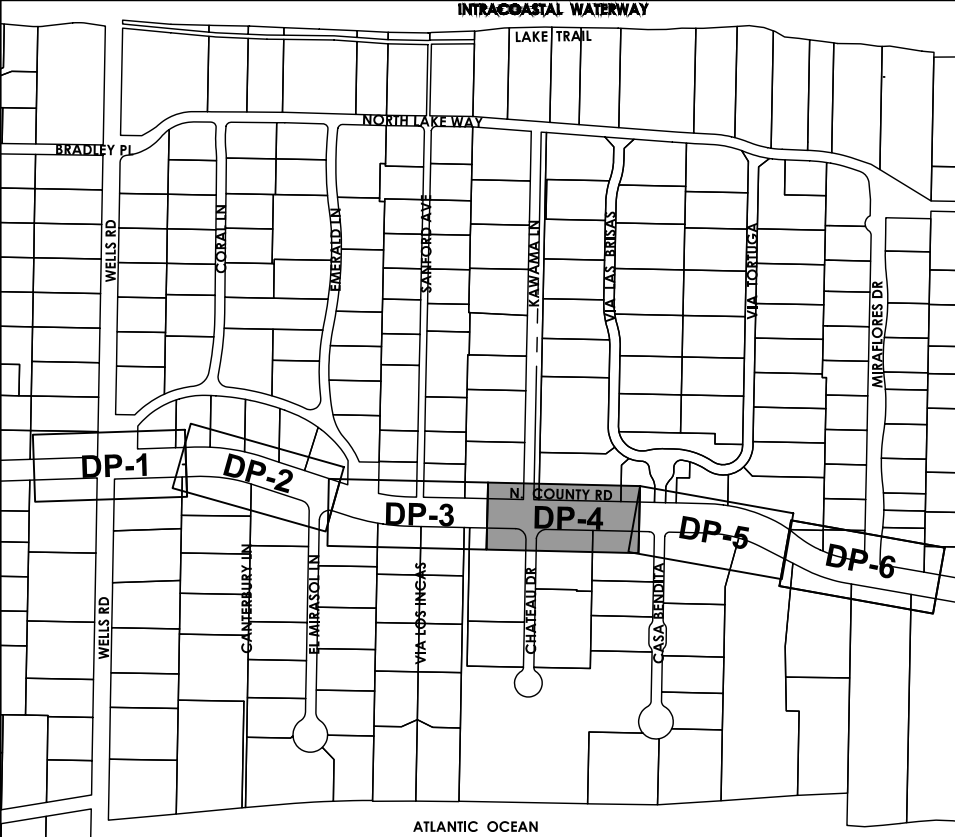 INTRACOASTAL WATERWAY
LAKE TRAIL
NORTH LAKE WAY
BRADLEY PL
WELLS RD
CORAL LN
EMERALD LN
SANFORD AVE
KAWAMA LN
VIA LAS BRISAS
VIA TORTUGA
MIRAFLORES DR
DP-1
DP-2
DP-3
N. COUNTY RD
DP-4
DP-5
DP-6
WELLS RD
CANTERBURY LN
EL MIRASOL LN
VIA LOS INCAS
CHATEAU DR
CASA BENDITA
ATLANTIC OCEAN